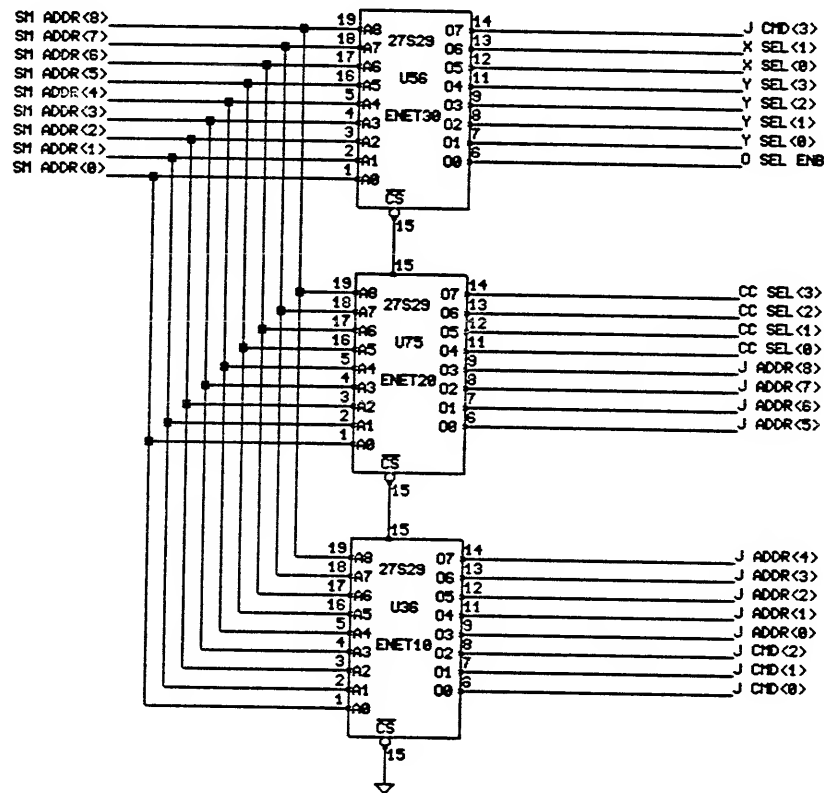 SM ADDR<8> 19 A8 27S29 O7 14 J CMD<3>
SM ADDR<7> 18 A7 O6 13 X SEL<1>
SM ADDR<6> 17 A6 O5 12 X SEL<0>
SM ADDR<5> 16 A5 U56 O4 11 Y SEL<3>
SM ADDR<4> 5 A4 O3 9 Y SEL<2>
SM ADDR<3> 4 A3 ENET30 O2 8 Y SEL<1>
SM ADDR<2> 3 A2 O1 7 Y SEL<0>
SM ADDR<1> 2 A1 O0 6 O SEL ENB
SM ADDR<0> 1 A0
CS
15
15
19 A8 27S29 O7 14 CC SEL<3>
18 A7 O6 13 CC SEL<2>
17 A6 O5 12 CC SEL<1>
16 A5 U75 O4 11 CC SEL<0>
5 A4 O3 9 J ADDR<8>
4 A3 ENET20 O2 8 J ADDR<7>
3 A2 O1 7 J ADDR<6>
2 A1 O0 6 J ADDR<5>
1 A0
CS
15
15
19 A8 27S29 O7 14 J ADDR<4>
18 A7 O6 13 J ADDR<3>
17 A6 O5 12 J ADDR<2>
16 A5 U36 O4 11 J ADDR<1>
5 A4 O3 9 J ADDR<0>
4 A3 ENET10 O2 8 J CMD<2>
3 A2 O1 7 J CMD<1>
2 A1 O0 6 J CMD<0>
1 A0
CS
15